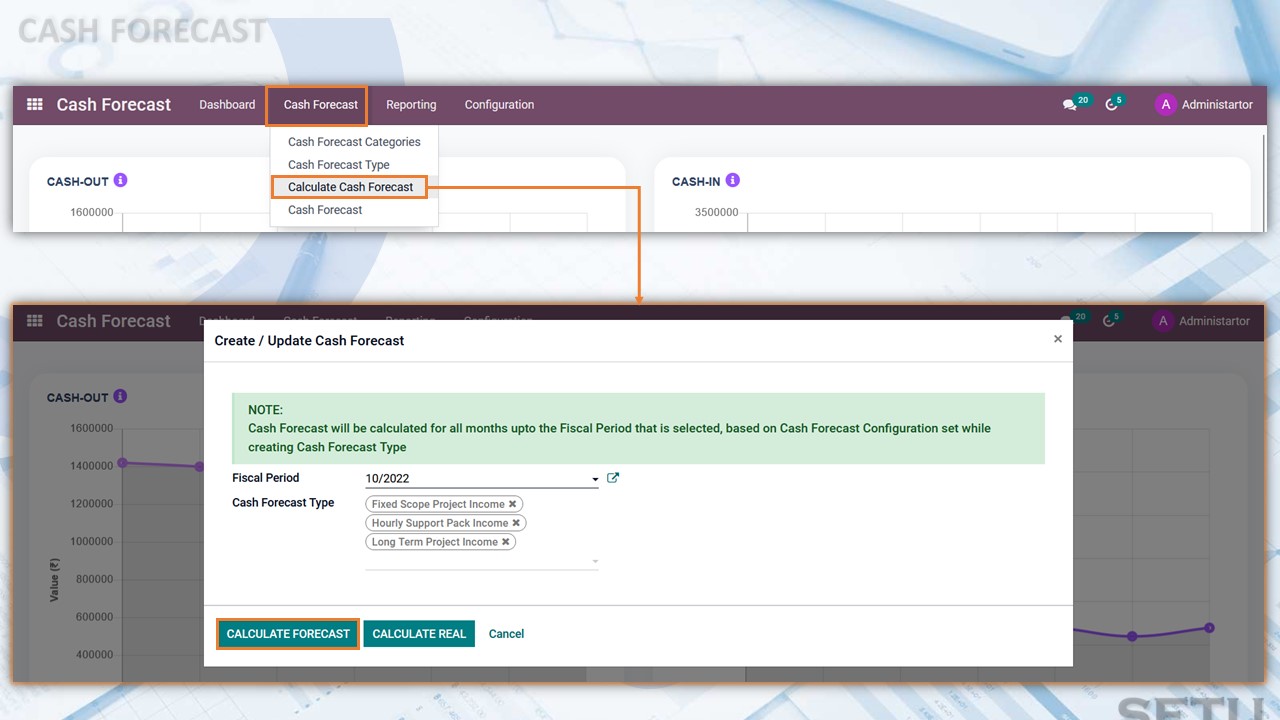 CASH FORECAST
Cash Forecast Dashboard Cash Forecast Reporting Configuration 20 5 A Administartor
Cash Forecast Categories
Cash Forecast Type
Calculate Cash Forecast
Cash Forecast
CASH-OUT
1600000
CASH-IN
3500000
Cash Forecast Dashboard Cash Forecast Reporting Configuration 20 5 A Administartor
Create / Update Cash Forecast ×
NOTE:
Cash Forecast will be calculated for all months upto the Fiscal Period that is selected, based on Cash Forecast Configuration set while
creating Cash Forecast Type
Fiscal Period 10/2022
Cash Forecast Type Fixed Scope Project Income ✖
Hourly Support Pack Income ✖
Long Term Project Income ✖
CALCULATE FORECAST CALCULATE REAL Cancel
CASH-OUT
1600000
1400000
1200000
1000000
800000
600000
400000
Value (₹)
SETU